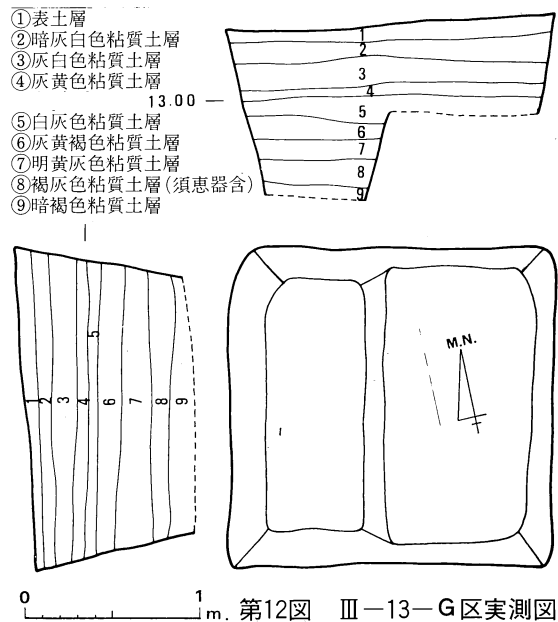 ①表土層
②暗灰白色粘質土層
③灰白色粘質土層
④灰黄色粘質土層
13.00
⑤白灰色粘質土層
⑥灰黄褐色粘質土層
⑦明黄灰色粘質土層
⑧褐灰色粘質土層(須恵器含)
⑨暗褐色粘質土層
1
2
3
4
5
6
7
8
9
1 2 3 4 5 6 7 8 9
M.N.
0 1 m.
第12図 Ⅲ-13-G区実測図